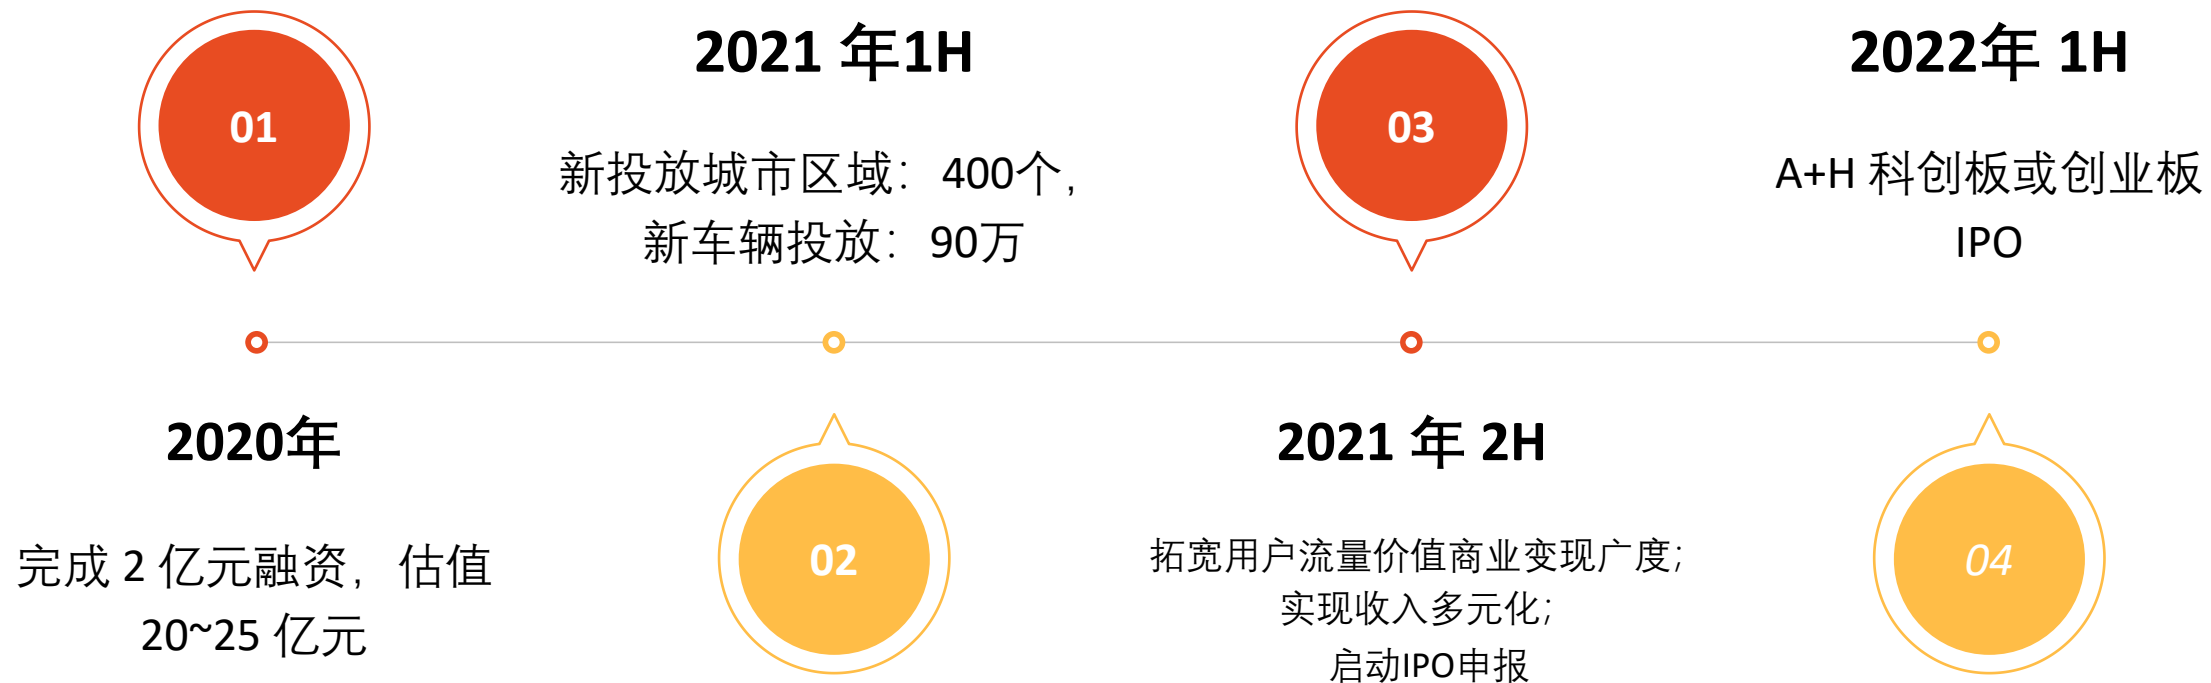 01
2020年
完成 2 亿元融资，估值
20~25 亿元
2021 年1H
新投放城市区域：400个，
新车辆投放：90万
02
03
2021 年 2H
拓宽用户流量价值商业变现广度；
实现收入多元化；
启动IPO申报
2022年 1H
A+H 科创板或创业板
IPO
04